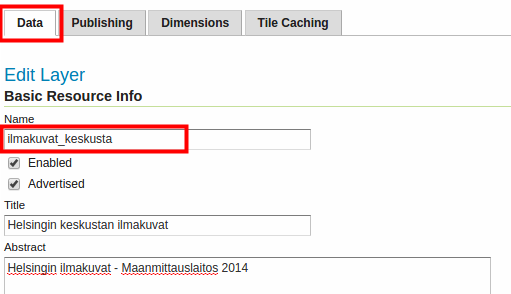 Data Publishing Dimensions Tile Caching
Edit Layer
Basic Resource Info
Name
ilmakuvat_keskusta
Enabled
Advertised
Title
Helsingin keskustan ilmakuvat
Abstract
Helsingin ilmakuvat - Maanmittauslaitos 2014